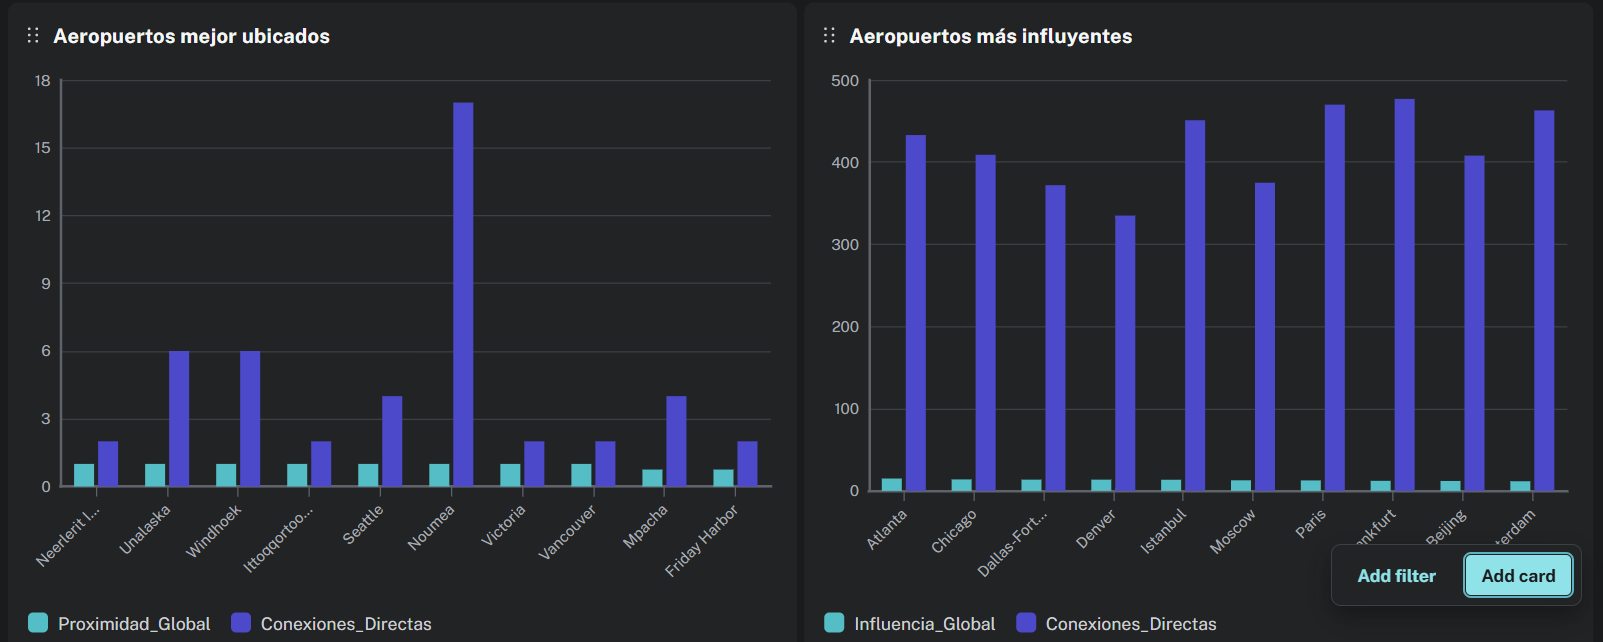 Aeropuertos mejor ubicados
18
15
12
9
6
3
0
Neerlerit I...
Unalaska
Windhoek
Ittoqqortoo...
Seattle
Noumea
Victoria
Vancouver
Mpacha
Friday Harbor
Proximidad_Global
Conexiones_Directas
Aeropuertos más influyentes
500
400
300
200
100
0
Atlanta
Chicago
Dallas-Fort...
Denver
Istanbul
Moscow
Paris
nkfurt
Beijing
terdam
Add filter
Add card
Influencia_Global
Conexiones_Directas